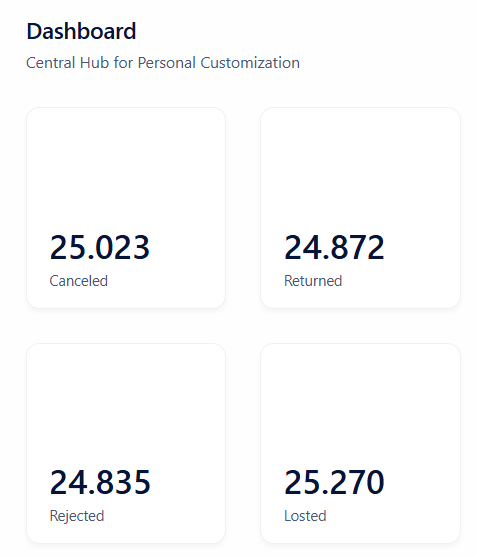 Dashboard
Central Hub for Personal Customization
25.023
Canceled
24.872
Returned
24.835
Rejected
25.270
Losted